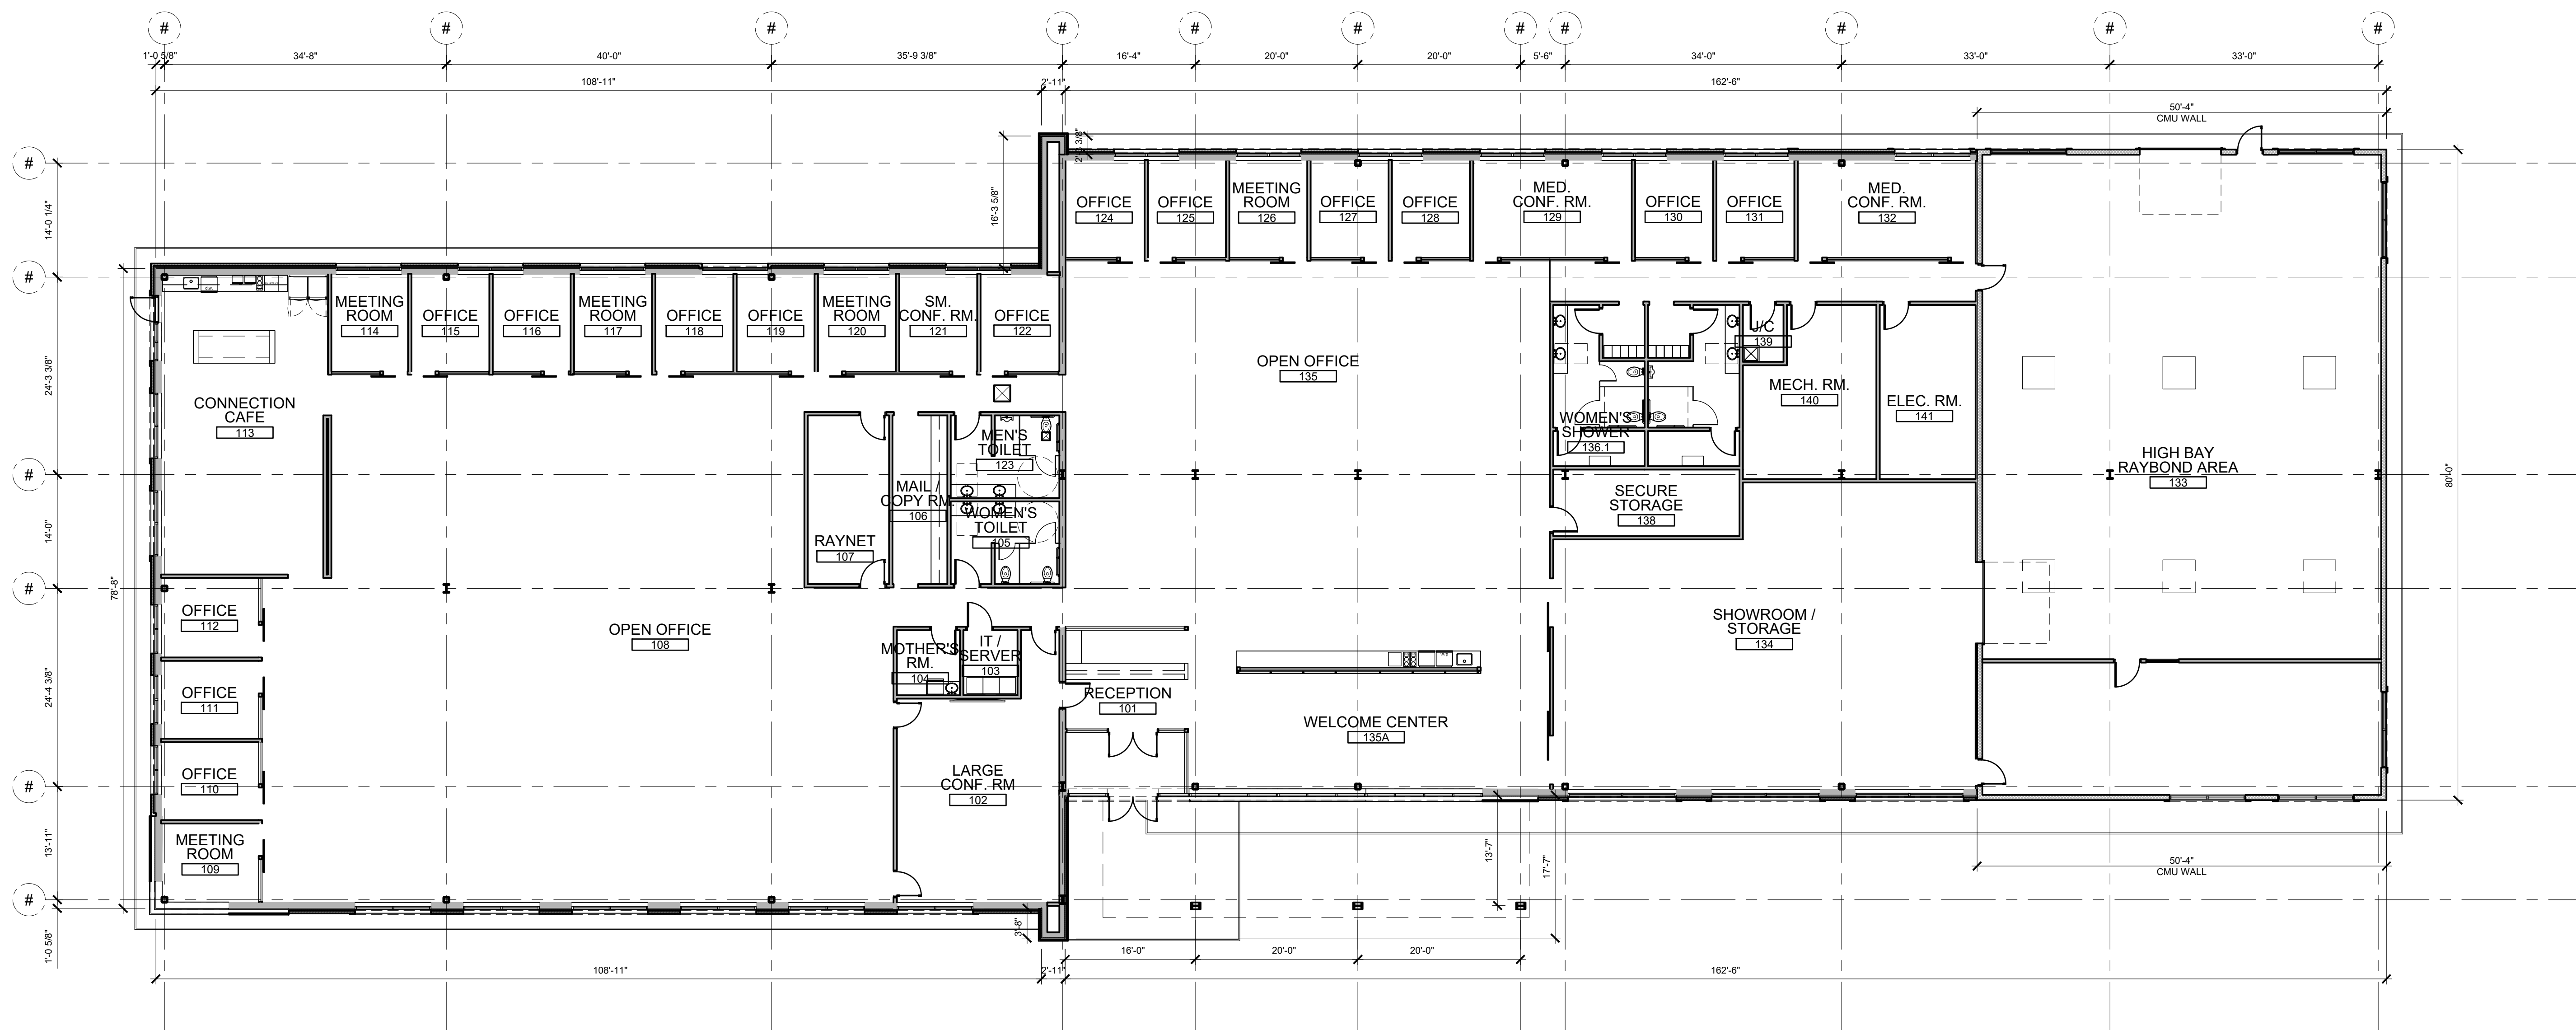 # # # # # # # # # # #
1'-0 5/8" 34'-8" 40'-0" 35'-9 3/8" 16'-4" 20'-0" 20'-0" 5'-6" 34'-0" 33'-0" 33'-0"
108'-11" 2'-11" 162'-6"
50'-4"
CMU WALL
#
#
#
#
#
#
14'-0 1/4"
24'-3 3/8"
14'-0"
24'-4 3/8"
13'-11"
1'-0 5/8"
78'-8"
16'-3 5/8"
80'-0"
OFFICE
124
OFFICE
125
MEETING
ROOM
126
OFFICE
127
OFFICE
128
MED.
CONF. RM.
129
OFFICE
130
OFFICE
131
MED.
CONF. RM.
132
MEETING
ROOM
114
OFFICE
115
OFFICE
116
MEETING
ROOM
117
OFFICE
118
OFFICE
119
MEETING
ROOM
120
SM.
CONF. RM.
121
OFFICE
122
J/C
139
OPEN OFFICE
135
MECH. RM.
140
ELEC. RM.
141
CONNECTION
CAFE
113
WOMEN'S
SHOWER
136.1
MEN'S
TOILET
123
HIGH BAY
RAYBOND AREA
133
MAIL /
COPY RM.
106
SECURE
STORAGE
138
WOMEN'S
TOILET
105
RAYNET
107
OFFICE
112
OPEN OFFICE
108
SHOWROOM /
STORAGE
134
MOTHER'S
RM.
104
IT /
SERVER
103
OFFICE
111
RECEPTION
101
WELCOME CENTER
135A
OFFICE
110
LARGE
CONF. RM
102
MEETING
ROOM
109
13'-7"
17'-7"
50'-4"
CMU WALL
3'-8"
16'-0" 20'-0" 20'-0"
108'-11" 2'-11" 162'-6"